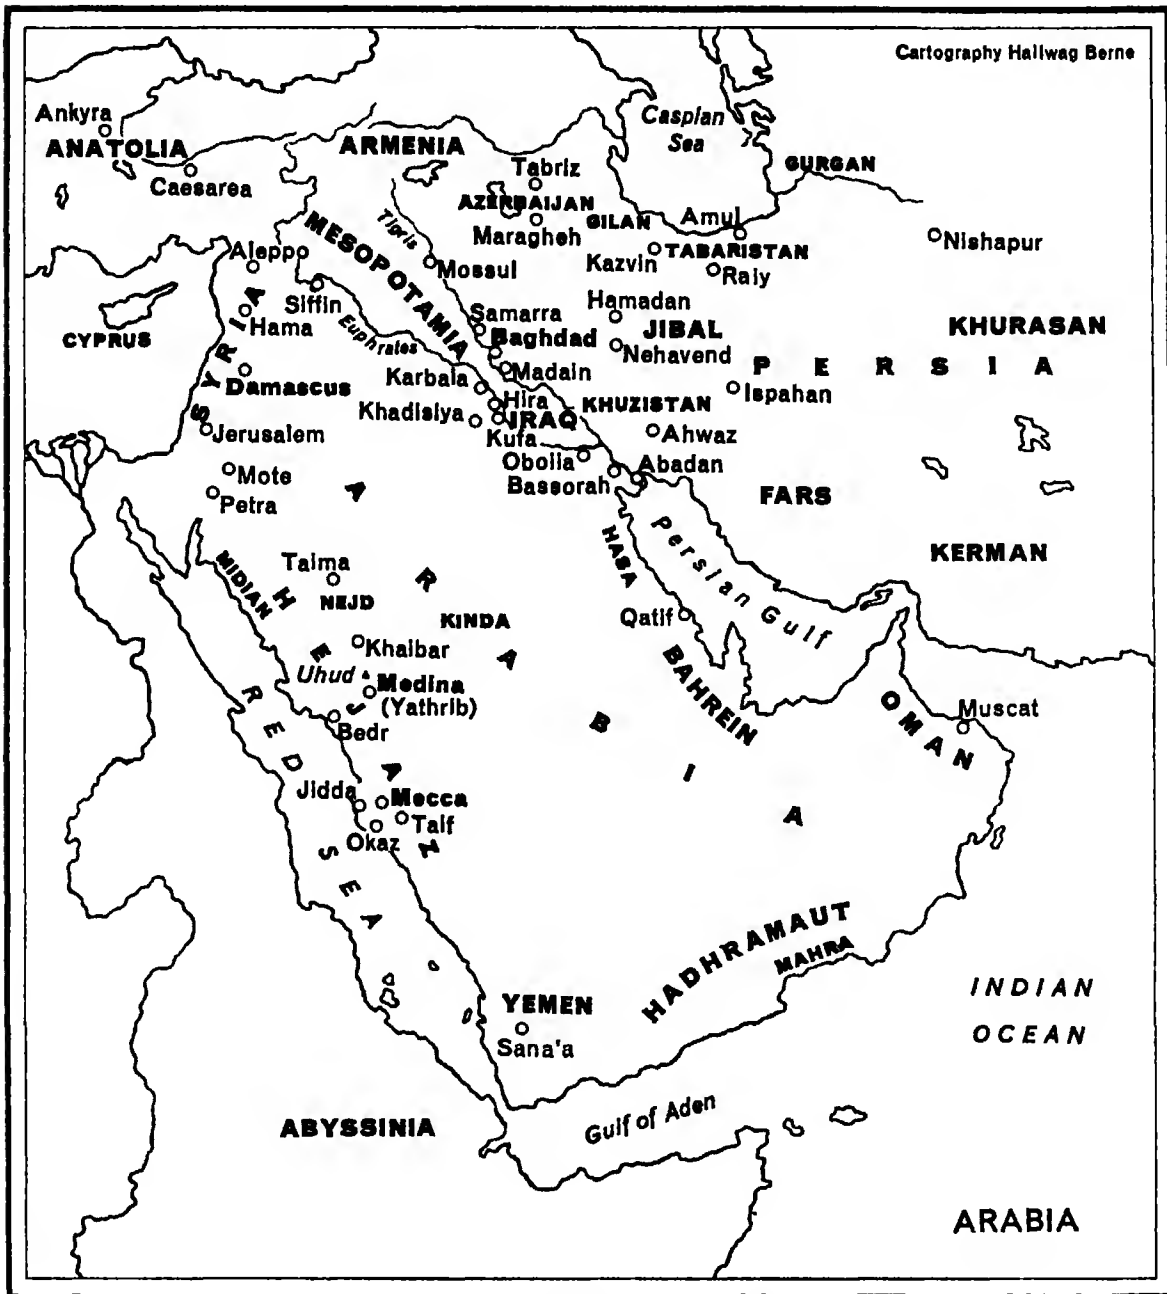 Cartography Hallwag Berne
Ankyra
ANATOLIA
Caesarea
ARMENIA
Caspian
Sea
GURGAN
Tabriz
AZERBAIJAN
Maragheh
GILAN
Amul
TABARISTAN
Kazvin
Raiy
Nishapur
Tigris
MESOPOTAMIA
Aleppo
Mossul
Siffin
Hama
SYRIA
CYPRUS
Euphrates
Samarra
Baghdad
Hamadan
JIBAL
Nehavend
KHURASAN
PERSIA
Damascus
Karbala
Madain
Ispahan
Khadisiya
Hira
IRAQ
Kufa
KHUZISTAN
Ahwaz
Jerusalem
Obolla
Bassorah
Abadan
Mote
Petra
FARS
KERMAN
ARABIA
HASA
Persian Gulf
MIDIAN
Taima
NEJD
HEJAZ
KINDA
Qatif
Khaibar
Uhud
Medina
(Yathrib)
BAHREIN
Bedr
RED SEA
OMAN
Muscat
Jidda
Mecca
Taif
Okaz
HADHRAMAUT
MAHRA
YEMEN
Sana'a
INDIAN
OCEAN
ABYSSINIA
Gulf of Aden
ARABIA